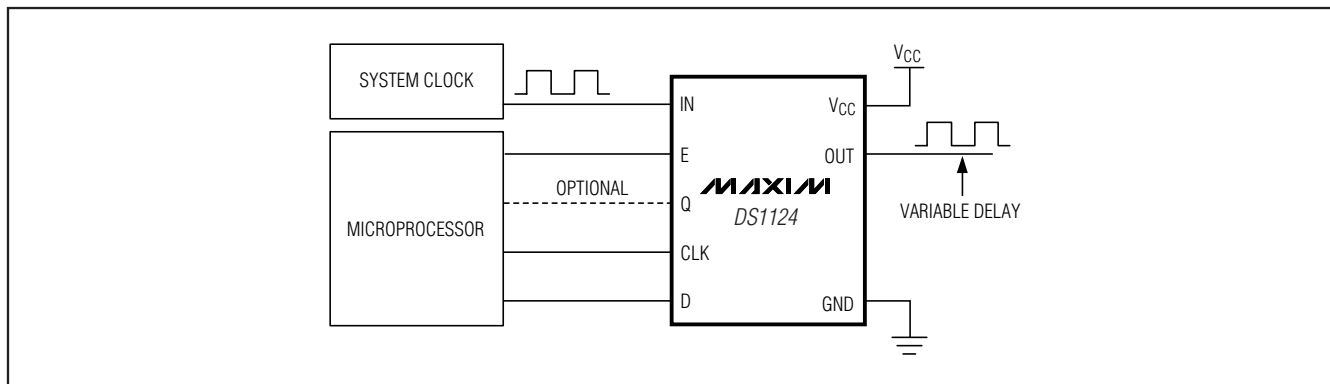 SYSTEM CLOCK
MICROPROCESSOR
OPTIONAL
IN
E
Q
CLK
D
MAXIM
DS1124
VCC
VCC
OUT
GND
VARIABLE DELAY